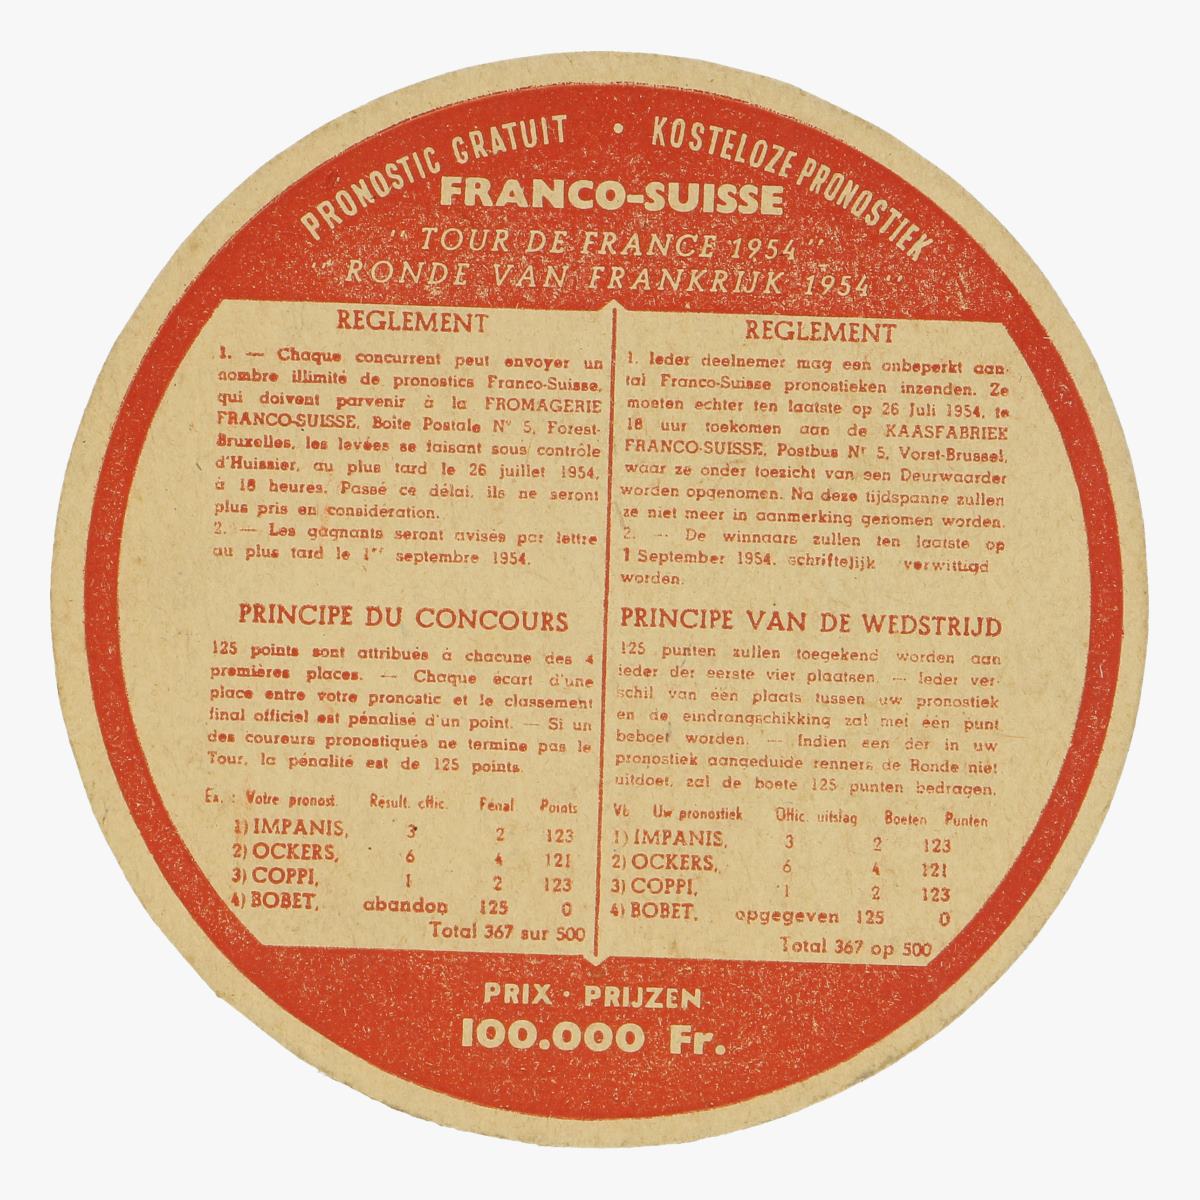 PRONOSTIC GRATUIT • KOSTELOZE PRONOSTIEK
FRANCO-SUISSE
" TOUR DE FRANCE 1954 "
" RONDE VAN FRANKRIJK 1954 "
REGLEMENT
1. — Chaque concurrent peut envoyer un
nombre illimité de pronostics Franco-Suisse,
qui doivent parvenir à la FROMAGERIE
FRANCO-SUISSE, Boîte Postale N° 5, Forest-
Bruxelles, les levées se faisant sous contrôle
d'Huissier, au plus tard le 26 juillet 1954,
à 18 heures. Passé ce délai, ils ne seront
plus pris en considération.
2. — Les gagnants seront avisés par lettre
au plus tard le 1er septembre 1954.
PRINCIPE DU CONCOURS
125 points sont attribués à chacune des 4
premières places. — Chaque écart d'une
place entre votre pronostic et le classement
final officiel est pénalisé d'un point. — Si un
des coureurs pronostiqués ne termine pas le
Tour, la pénalité est de 125 points.
Ex. : Votre pronost. Résult. offic. Pénal Points
1) IMPANIS, 3 2 123
2) OCKERS, 6 4 121
3) COPPI, 1 2 123
4) BOBET, abandon 125 0
Total 367 sur 500
REGLEMENT
1. Ieder deelnemer mag een onbeperkt aan-
tal Franco-Suisse pronostieken inzenden. Ze
moeten echter ten laatste op 26 Juli 1954, te
18 uur toekomen aan de KAASFABRIEK
FRANCO-SUISSE, Postbus Nr 5, Vorst-Brussel,
waar ze onder toezicht van een Deurwaarder
worden opgenomen. Na deze tijdspanne zullen
ze niet meer in aanmerking genomen worden.
2. — De winnaars zullen ten laatste op
1 September 1954, schriftelijk verwittigd
worden.
PRINCIPE VAN DE WEDSTRIJD
125 punten zullen toegekend worden aan
ieder der eerste vier plaatsen. — Ieder ver-
schil van één plaats tussen uw pronostiek
en de eindrangschikking zal met één punt
beboet worden. — Indien een der in uw
pronostiek aangeduide renners de Ronde niet
uitdoet, zal de boete 125 punten bedragen.
Vb Uw pronostiek Offic. uitslag Boeten Punten
1) IMPANIS, 3 2 123
2) OCKERS, 6 4 121
3) COPPI, 1 2 123
4) BOBET, opgegeven 125 0
Total 367 op 500
PRIX • PRIJZEN
100.000 Fr.